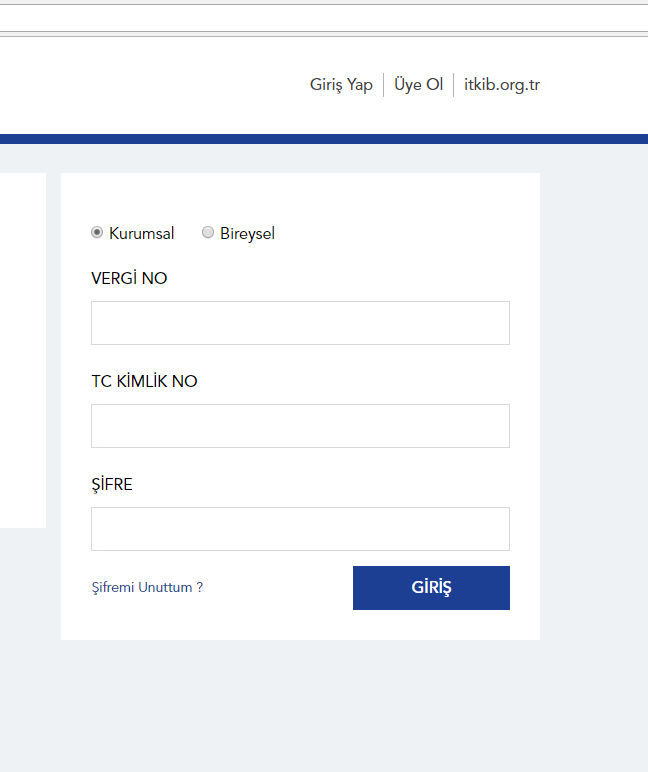 Giriş Yap Üye Ol itkib.org.tr
Kurumsal Bireysel
VERGİ NO
TC KİMLİK NO
ŞİFRE
Şifremi Unuttum ? GİRİŞ